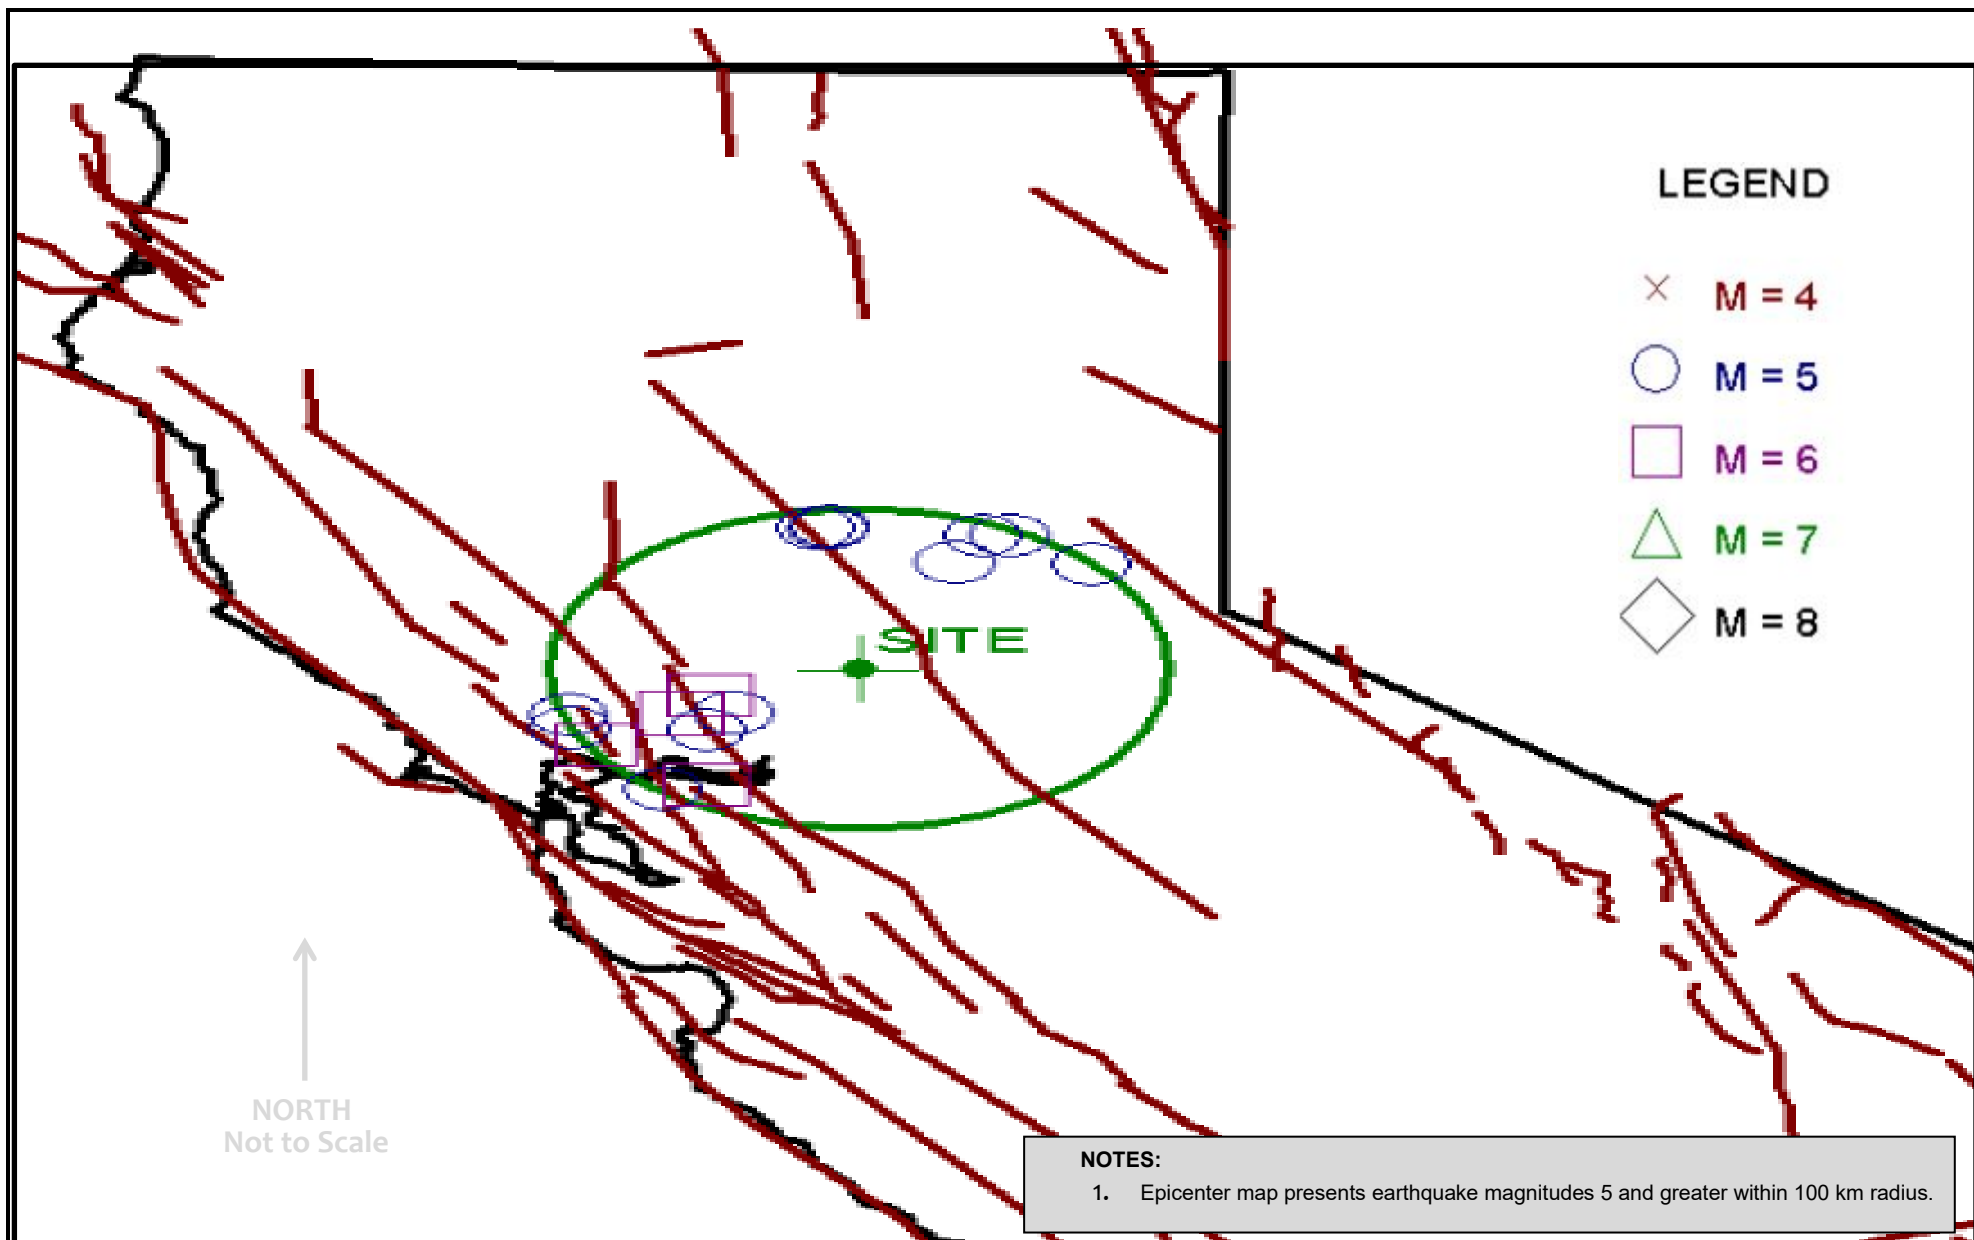 LEGEND
M = 4
M = 5
M = 6
M = 7
M = 8
SITE
NORTH
Not to Scale
NOTES:
1. Epicenter map presents earthquake magnitudes 5 and greater within 100 km radius.